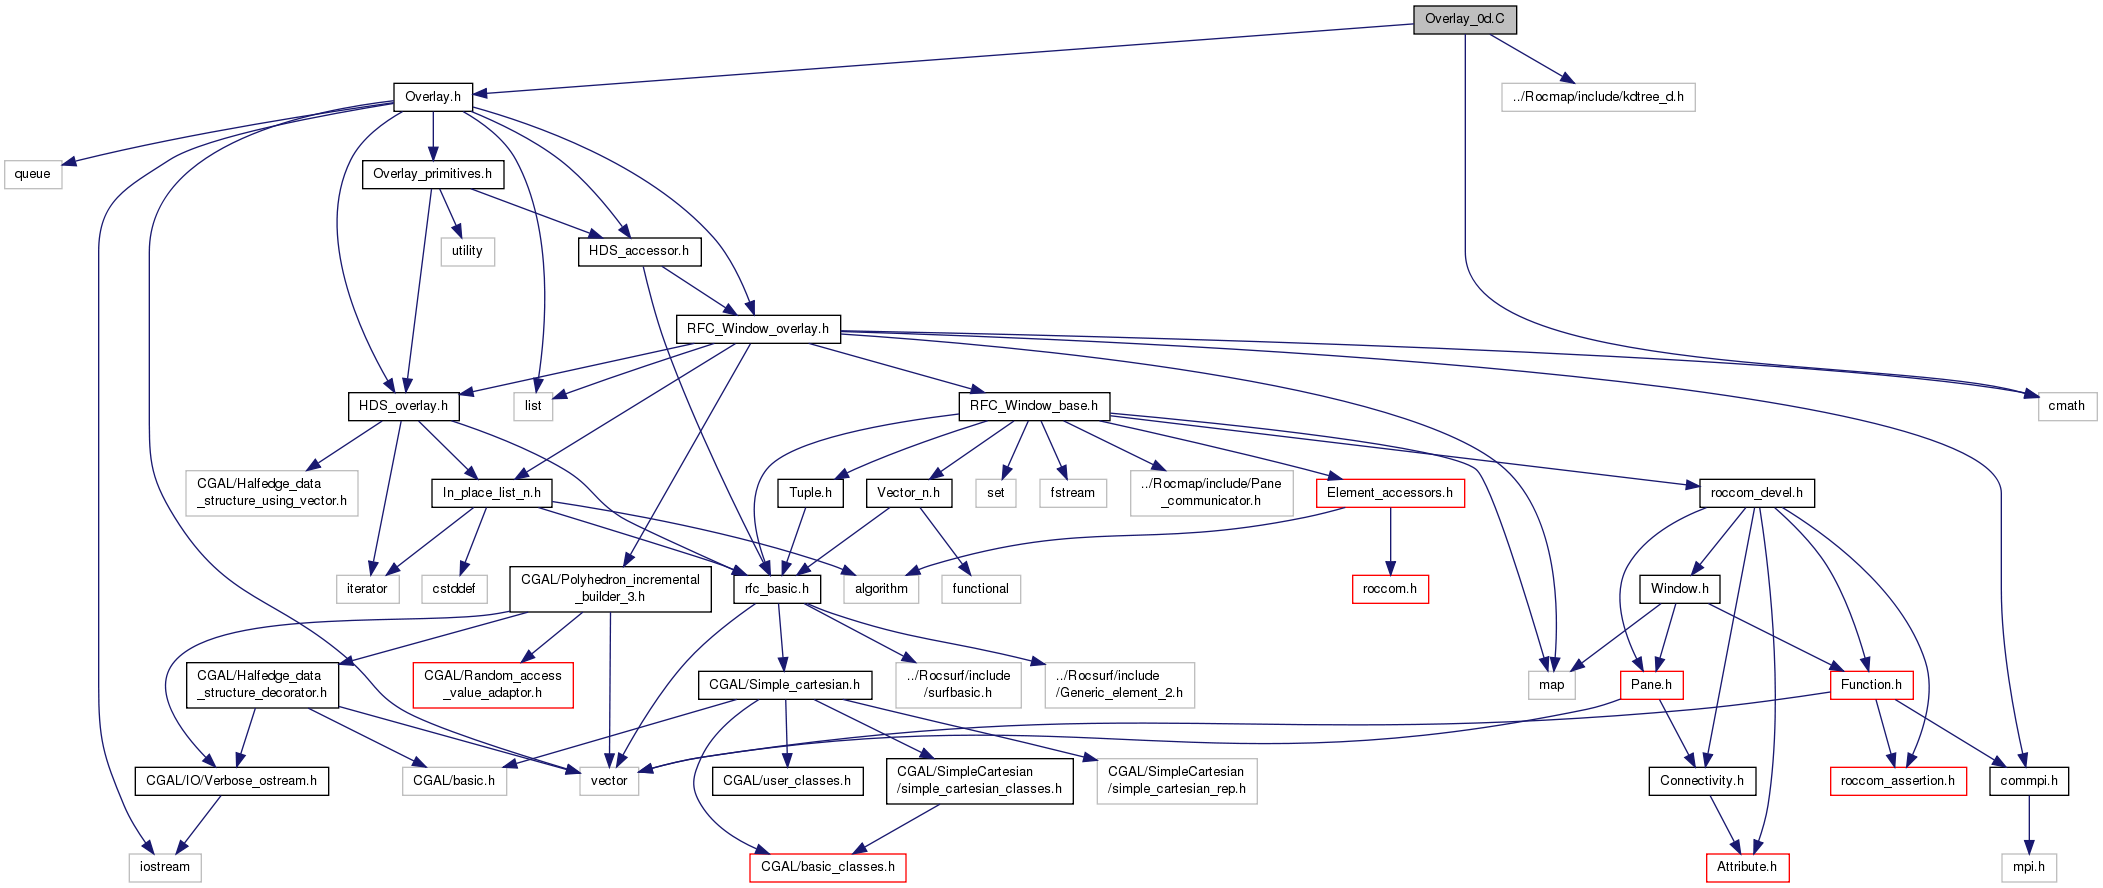 Overlay_0d.C
Overlay.h
../Rocmap/include/kdtree_d.h
queue
Overlay_primitives.h
utility
HDS_accessor.h
RFC_Window_overlay.h
HDS_overlay.h
list
RFC_Window_base.h
cmath
CGAL/Halfedge_data
_structure_using_vector.h
In_place_list_n.h
Tuple.h
Vector_n.h
set
fstream
../Rocmap/include/Pane
_communicator.h
Element_accessors.h
roccom_devel.h
iterator
cstddef
CGAL/Polyhedron_incremental
_builder_3.h
rfc_basic.h
algorithm
functional
roccom.h
Window.h
CGAL/Halfedge_data
_structure_decorator.h
CGAL/Random_access
_value_adaptor.h
CGAL/Simple_cartesian.h
../Rocsurf/include
/surfbasic.h
../Rocsurf/include
/Generic_element_2.h
map
Pane.h
Function.h
CGAL/IO/Verbose_ostream.h
CGAL/basic.h
vector
CGAL/user_classes.h
CGAL/SimpleCartesian
/simple_cartesian_classes.h
CGAL/SimpleCartesian
/simple_cartesian_rep.h
Connectivity.h
roccom_assertion.h
commpi.h
iostream
CGAL/basic_classes.h
Attribute.h
mpi.h